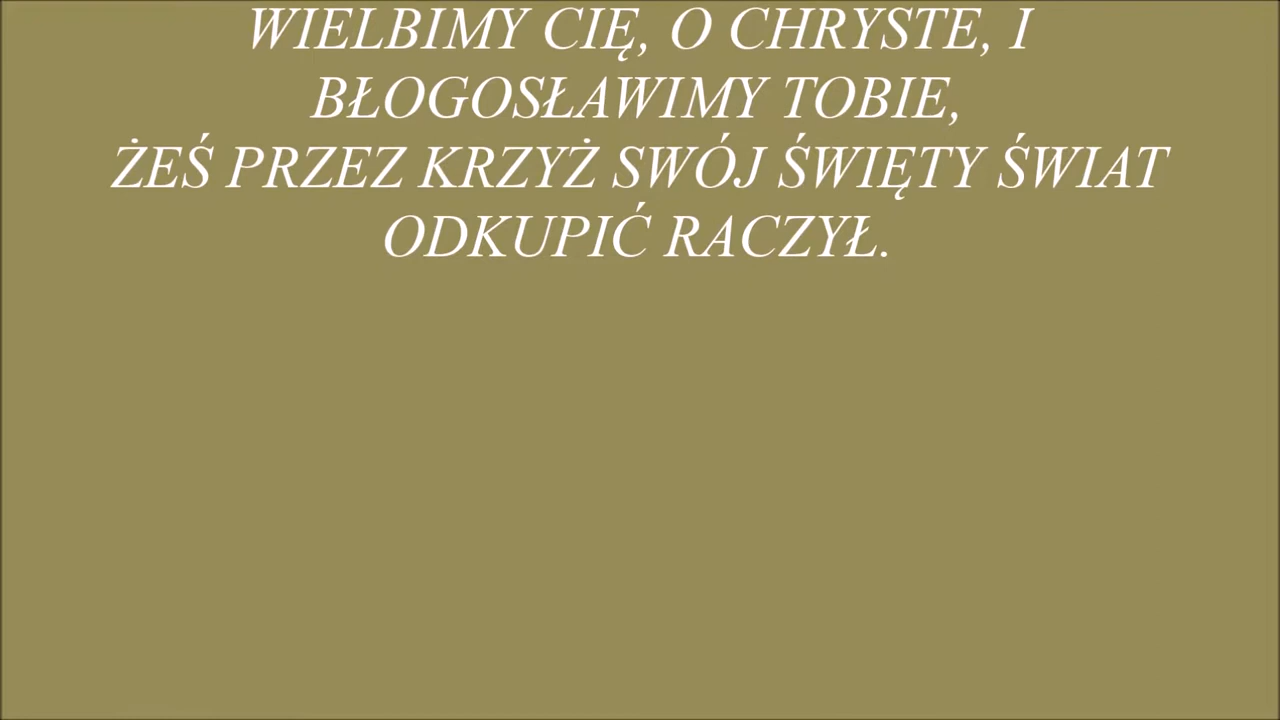 WIELBIMY CIĘ, O CHRYSTE, I
BŁOGOSŁAWIMY TOBIE,
ŻEŚ PRZEZ KRZYŻ SWÓJ ŚWIĘTY ŚWIAT
ODKUPIĆ RACZYŁ.